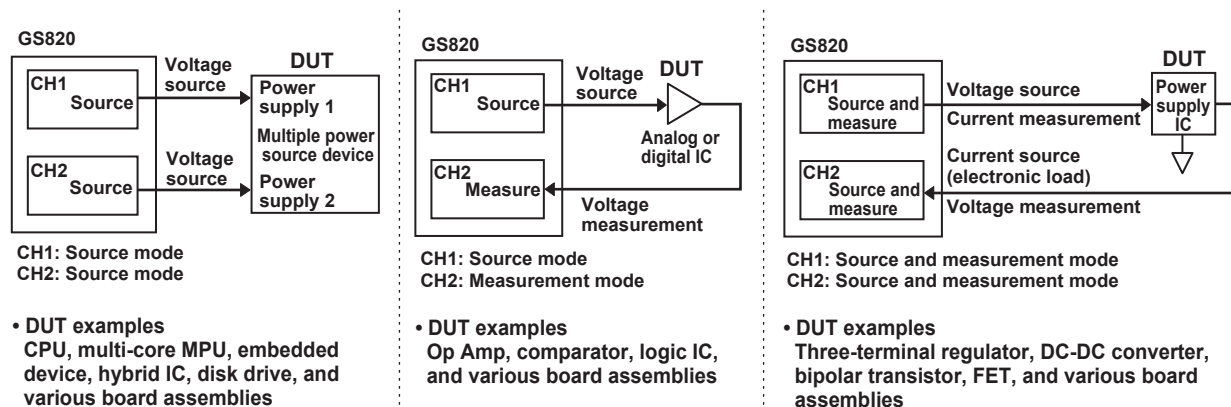 GS820
DUT
Voltage
source
CH1
Source
Power
supply 1
Multiple power
source device
CH2
Source
Voltage
source
Power
supply 2
CH1: Source mode
CH2: Source mode
• DUT examples
CPU, multi-core MPU, embedded
device, hybrid IC, disk drive, and
various board assemblies
GS820
Voltage
source
DUT
CH1
Source
Analog or
digital IC
CH2
Measure
Voltage
measurement
CH1: Source mode
CH2: Measurement mode
• DUT examples
Op Amp, comparator, logic IC,
and various board assemblies
GS820
DUT
CH1
Source and
measure
Voltage source
Current measurement
Power
supply
IC
CH2
Source and
measure
Current source
(electronic load)
Voltage measurement
CH1: Source and measurement mode
CH2: Source and measurement mode
• DUT examples
Three-terminal regulator, DC-DC converter,
bipolar transistor, FET, and various board
assemblies